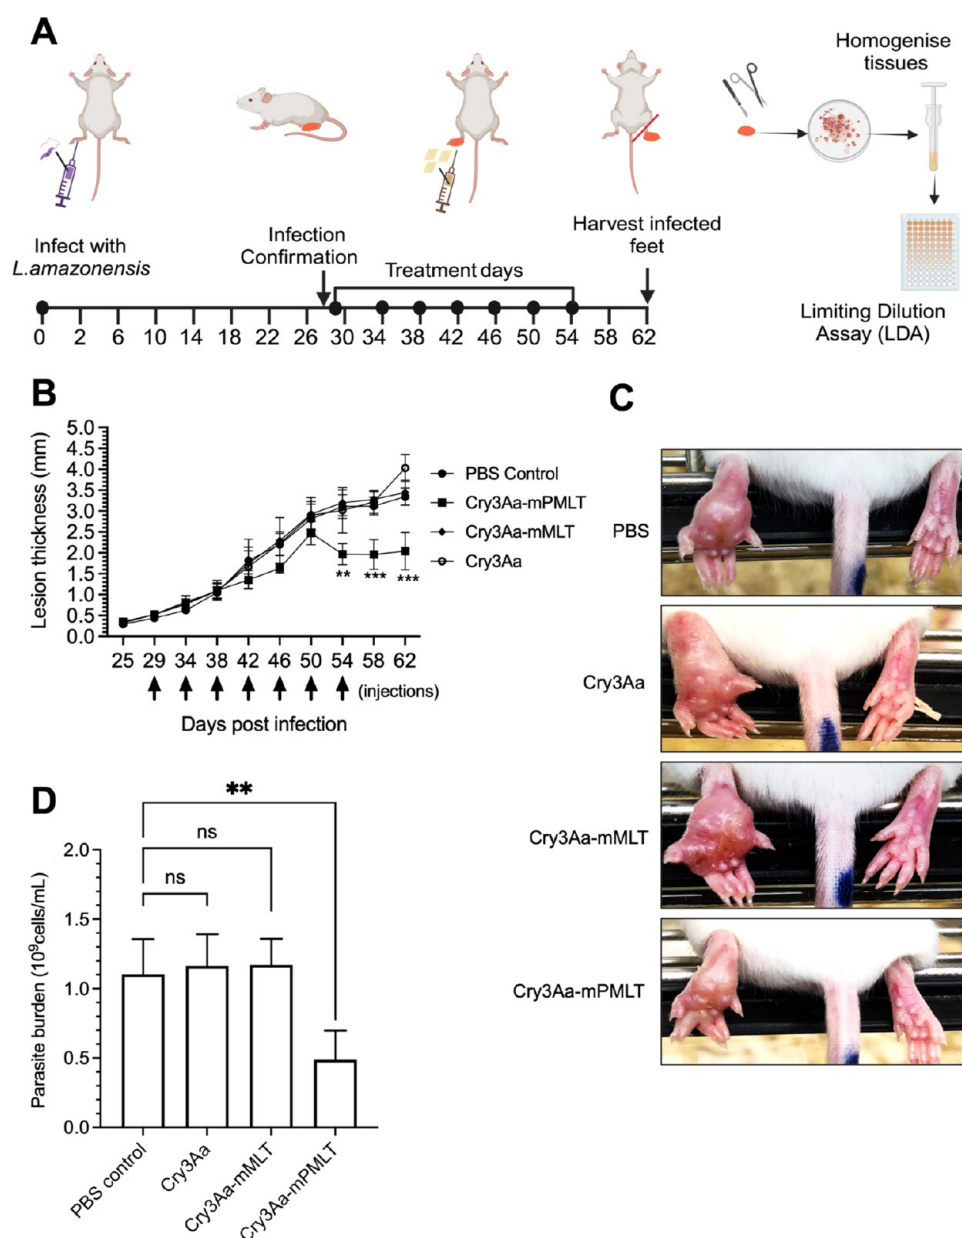 A
Homogenise
tissues
Infect with
L.amazonensis
Infection
Confirmation
Treatment days
Harvest infected
feet
Limiting Dilution
Assay (LDA)
0 2 6 10 14 18 22 26 30 34 38 42 46 50 54 58 62
B
Lesion thickness (mm)
5.0
4.5
4.0
3.5
3.0
2.5
2.0
1.5
1.0
0.5
0.0
PBS Control
Cry3Aa-mPMLT
Cry3Aa-mMLT
Cry3Aa
** *** ***
25 29 34 38 42 46 50 54 58 62
(injections)
Days post infection
C
PBS
Cry3Aa
Cry3Aa-mMLT
Cry3Aa-mPMLT
D
**
ns
ns
Parasite burden (10⁹cells/mL)
2.0
1.5
1.0
0.5
0.0
PBS control
Cry3Aa
Cry3Aa-mMLT
Cry3Aa-mPMLT